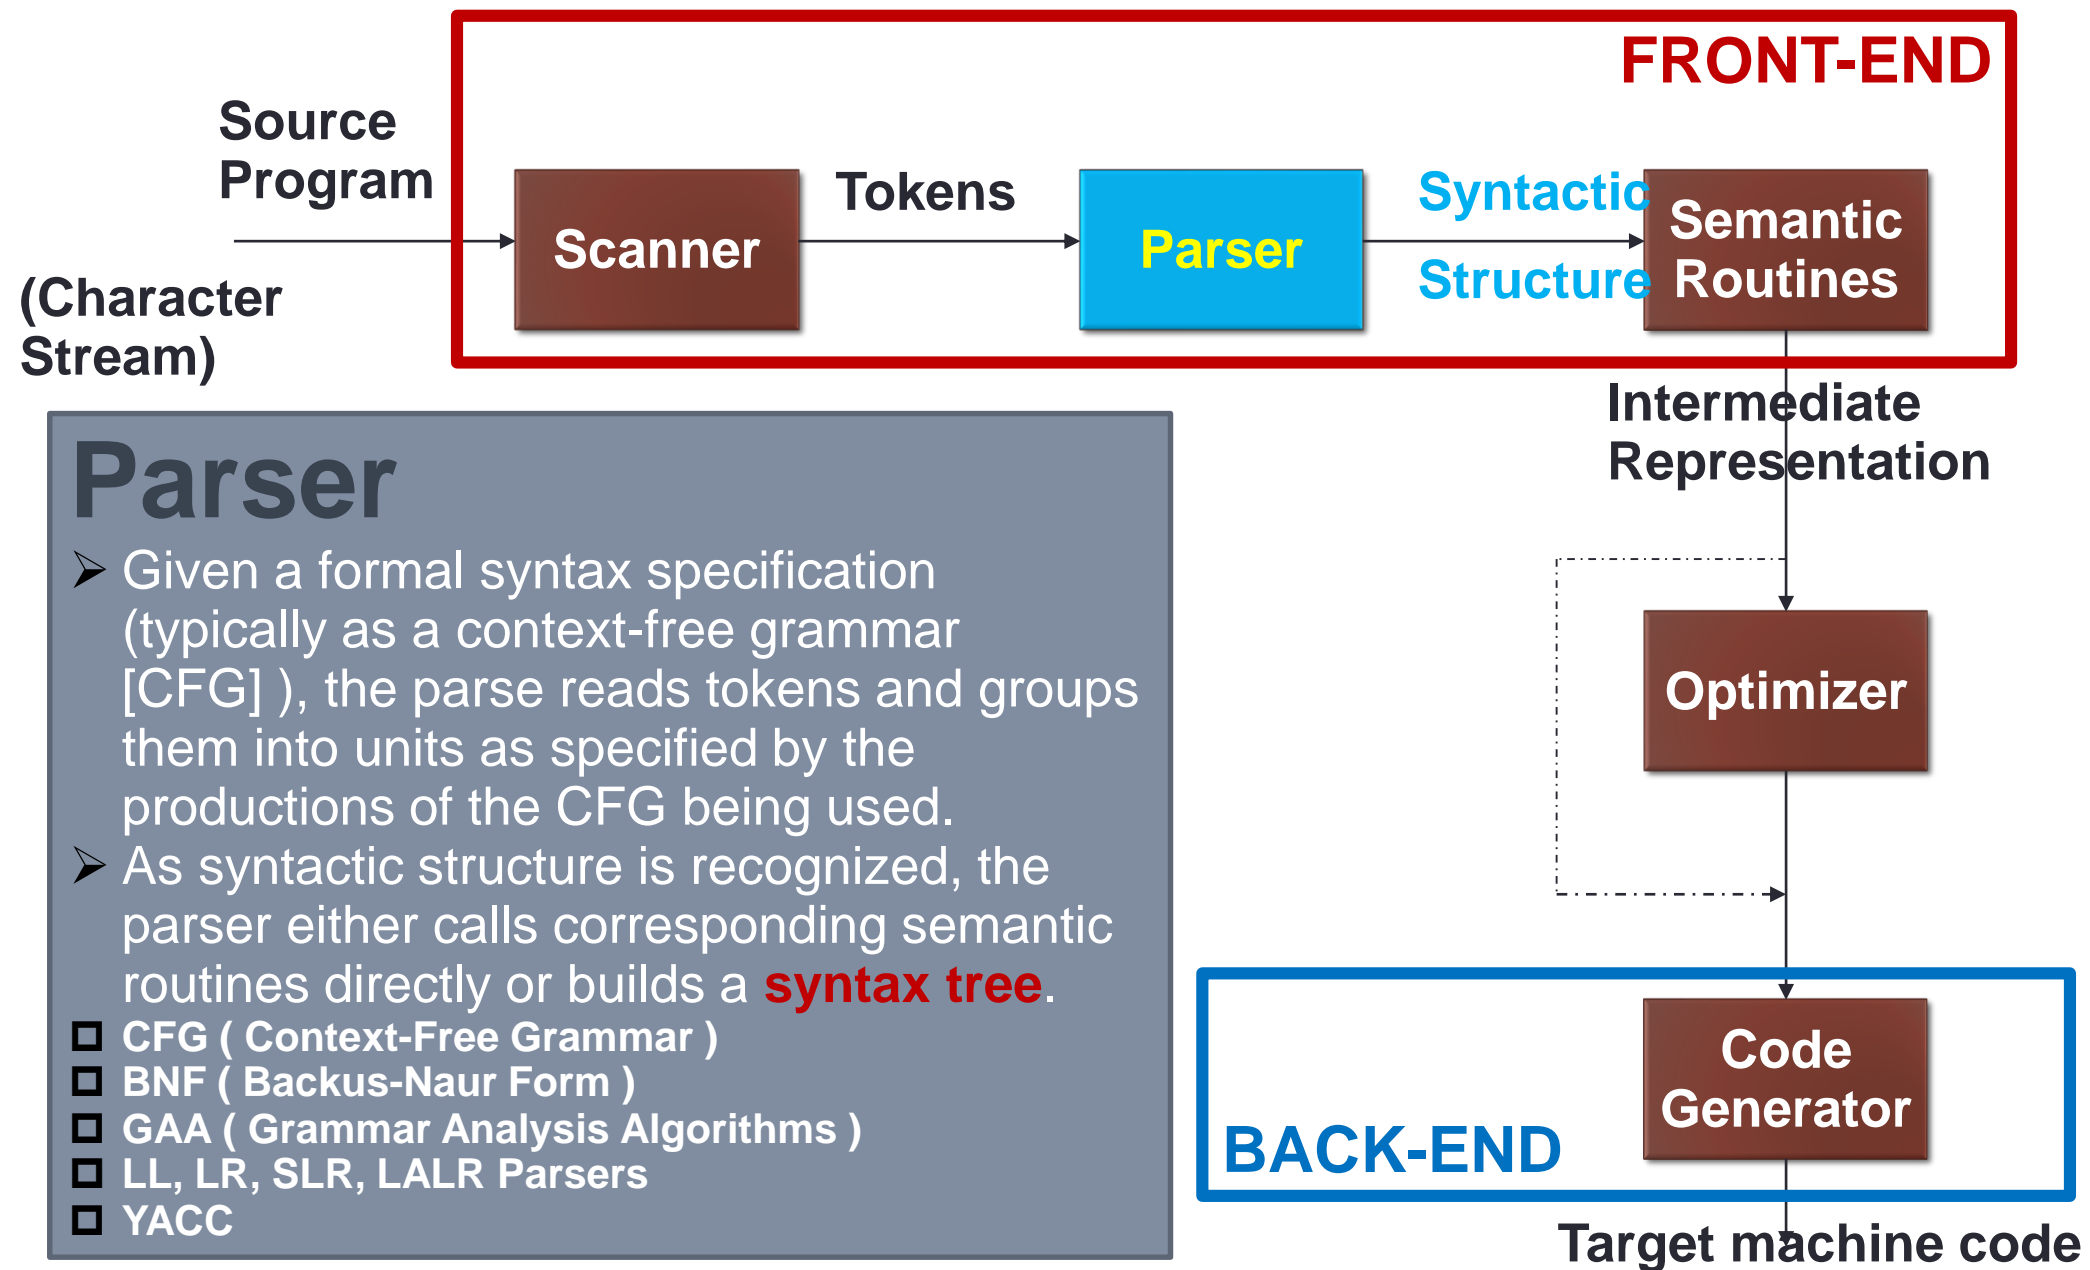 FRONT-END
Source
Program
(Character
Stream)
Scanner
Tokens
Parser
Syntactic
Structure
Semantic
Routines
Intermediate
Representation
Optimizer
Code
Generator
BACK-END
Target machine code
Parser
Given a formal syntax specification
(typically as a context-free grammar
[CFG] ), the parse reads tokens and groups
them into units as specified by the
productions of the CFG being used.
As syntactic structure is recognized, the
parser either calls corresponding semantic
routines directly or builds a syntax tree.
CFG ( Context-Free Grammar )
BNF ( Backus-Naur Form )
GAA ( Grammar Analysis Algorithms )
LL, LR, SLR, LALR Parsers
YACC